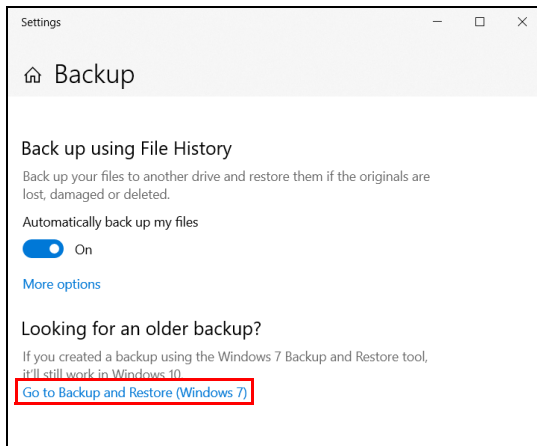 Settings
Backup
Back up using File History
Back up your files to another drive and restore them if the originals are
lost, damaged or deleted.
Automatically back up my files
On
More options
Looking for an older backup?
If you created a backup using the Windows 7 Backup and Restore tool,
it'll still work in Windows 10.
Go to Backup and Restore (Windows 7)